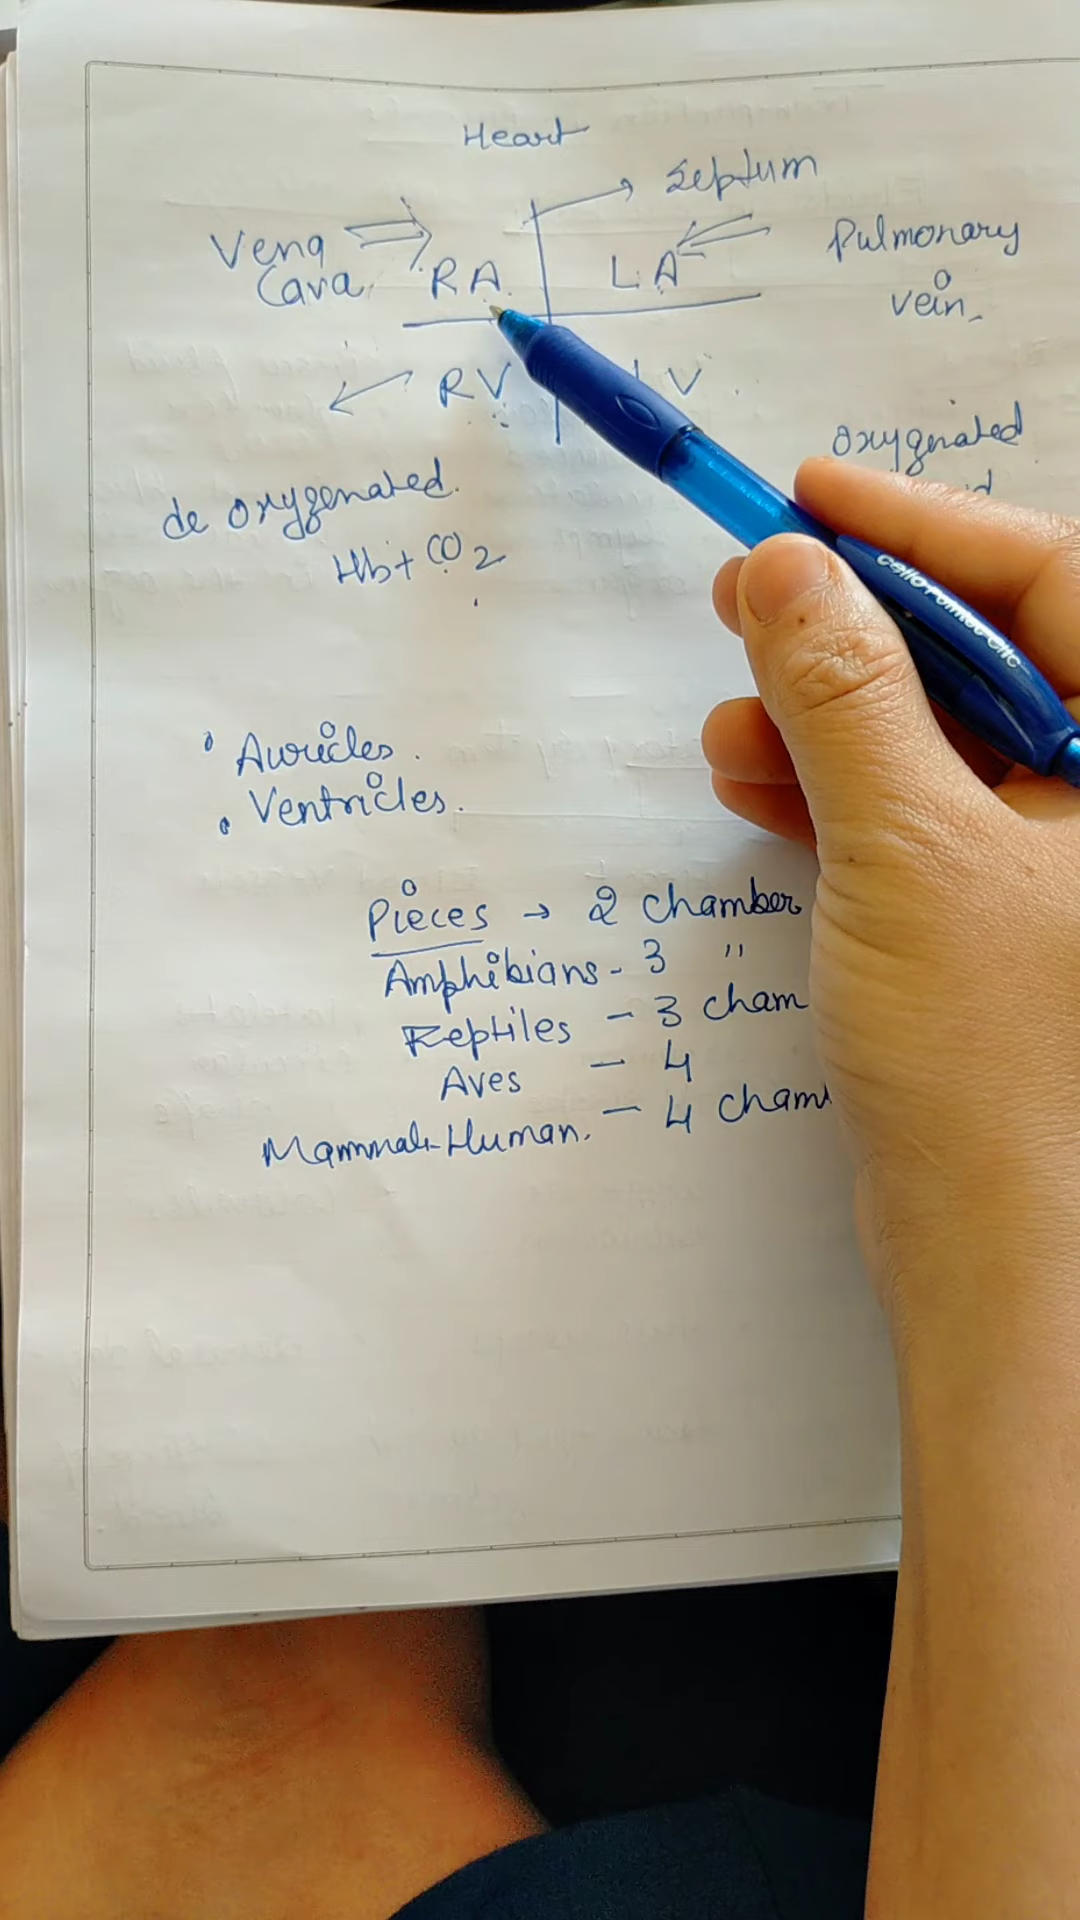 Heart
Septum
Vena
Cava
RA
LA
Pulmonary
vein
RV
V
oxygenated
de oxygenated.
Hb + CO2
• Auricles.
• Ventricles.
Pieces → 2 chamber
Amphibians - 3 "
Reptiles - 3 cham
Aves - 4
Mammals-Human. - 4 cham
cello